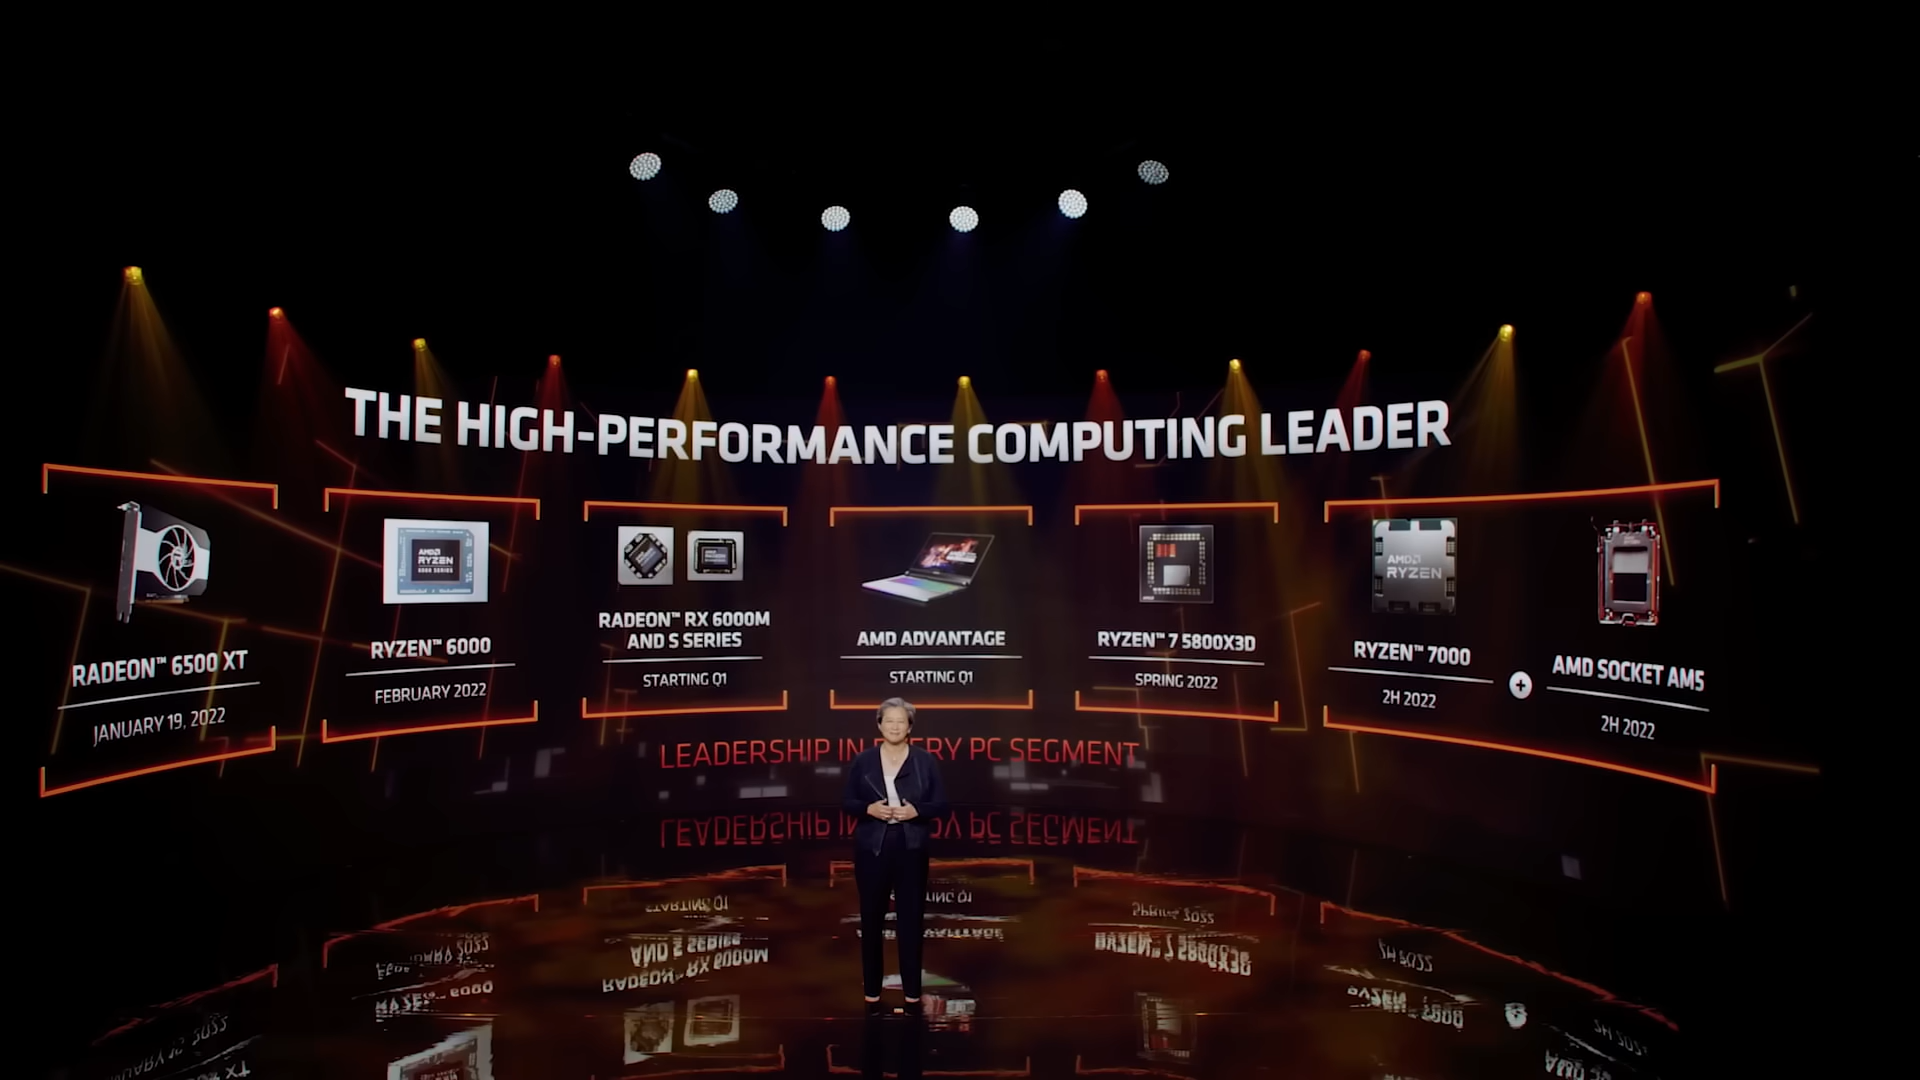 THE HIGH-PERFORMANCE COMPUTING LEADER
RADEON™ 6500 XT
JANUARY 19, 2022
AMD
RYZEN
RYZEN™ 6000
FEBRUARY 2022
RADEON™ RX 6000M
AND S SERIES
STARTING Q1
AMD ADVANTAGE
STARTING Q1
RYZEN™ 7 5800X3D
SPRING 2022
AMD
RYZEN
RYZEN™ 7000
2H 2022
+
AMD SOCKET AM5
2H 2022
LEADERSHIP IN EVERY PC SEGMENT